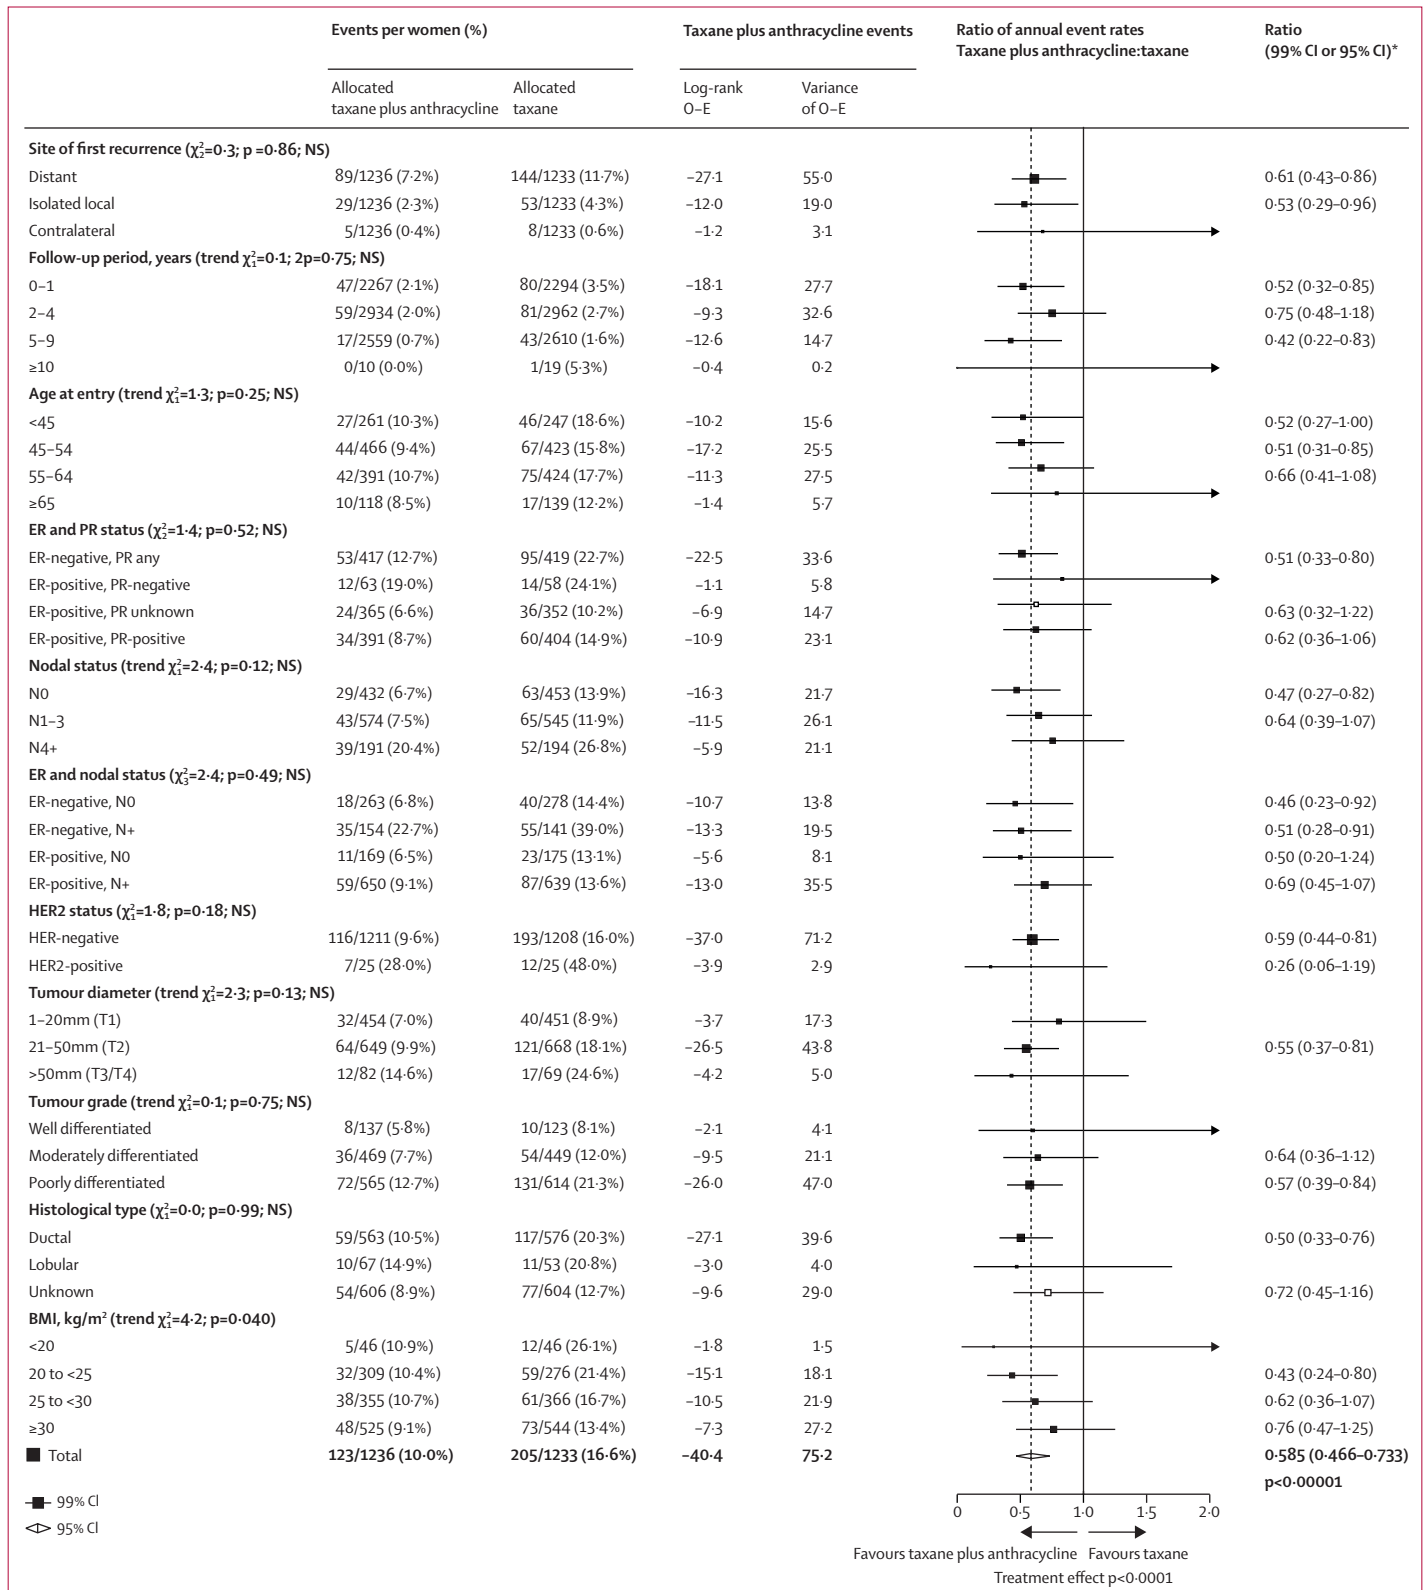 Events per women (%) Taxane plus anthracycline events Ratio of annual event rates Ratio
Taxane plus anthracycline:taxane (99% CI or 95% CI)*
Allocated Allocated Log-rank Variance
taxane plus anthracycline taxane O–E of O–E
Site of first recurrence (χ²₂=0·3; p =0·86; NS)
Distant 89/1236 (7·2%) 144/1233 (11·7%) –27·1 55·0 0·61 (0·43–0·86)
Isolated local 29/1236 (2·3%) 53/1233 (4·3%) –12·0 19·0 0·53 (0·29–0·96)
Contralateral 5/1236 (0·4%) 8/1233 (0·6%) –1·2 3·1
Follow-up period, years (trend χ²₁=0·1; 2p=0·75; NS)
0–1 47/2267 (2·1%) 80/2294 (3·5%) –18·1 27·7 0·52 (0·32–0·85)
2–4 59/2934 (2·0%) 81/2962 (2·7%) –9·3 32·6 0·75 (0·48–1·18)
5–9 17/2559 (0·7%) 43/2610 (1·6%) –12·6 14·7 0·42 (0·22–0·83)
≥10 0/10 (0·0%) 1/19 (5·3%) –0·4 0·2
Age at entry (trend χ²₁=1·3; p=0·25; NS)
<45 27/261 (10·3%) 46/247 (18·6%) –10·2 15·6 0·52 (0·27–1·00)
45–54 44/466 (9·4%) 67/423 (15·8%) –17·2 25·5 0·51 (0·31–0·85)
55–64 42/391 (10·7%) 75/424 (17·7%) –11·3 27·5 0·66 (0·41–1·08)
≥65 10/118 (8·5%) 17/139 (12·2%) –1·4 5·7
ER and PR status (χ²₂=1·4; p=0·52; NS)
ER-negative, PR any 53/417 (12·7%) 95/419 (22·7%) –22·5 33·6 0·51 (0·33–0·80)
ER-positive, PR-negative 12/63 (19·0%) 14/58 (24·1%) –1·1 5·8
ER-positive, PR unknown 24/365 (6·6%) 36/352 (10·2%) –6·9 14·7 0·63 (0·32–1·22)
ER-positive, PR-positive 34/391 (8·7%) 60/404 (14·9%) –10·9 23·1 0·62 (0·36–1·06)
Nodal status (trend χ²₁=2·4; p=0·12; NS)
N0 29/432 (6·7%) 63/453 (13·9%) –16·3 21·7 0·47 (0·27–0·82)
N1–3 43/574 (7·5%) 65/545 (11·9%) –11·5 26·1 0·64 (0·39–1·07)
N4+ 39/191 (20·4%) 52/194 (26·8%) –5·9 21·1
ER and nodal status (χ²₃=2·4; p=0·49; NS)
ER-negative, N0 18/263 (6·8%) 40/278 (14·4%) –10·7 13·8 0·46 (0·23–0·92)
ER-negative, N+ 35/154 (22·7%) 55/141 (39·0%) –13·3 19·5 0·51 (0·28–0·91)
ER-positive, N0 11/169 (6·5%) 23/175 (13·1%) –5·6 8·1 0·50 (0·20–1·24)
ER-positive, N+ 59/650 (9·1%) 87/639 (13·6%) –13·0 35·5 0·69 (0·45–1·07)
HER2 status (χ²₁=1·8; p=0·18; NS)
HER-negative 116/1211 (9·6%) 193/1208 (16·0%) –37·0 71·2 0·59 (0·44–0·81)
HER2-positive 7/25 (28·0%) 12/25 (48·0%) –3·9 2·9 0·26 (0·06–1·19)
Tumour diameter (trend χ²₁=2·3; p=0·13; NS)
1–20mm (T1) 32/454 (7·0%) 40/451 (8·9%) –3·7 17·3
21–50mm (T2) 64/649 (9·9%) 121/668 (18·1%) –26·5 43·8 0·55 (0·37–0·81)
>50mm (T3/T4) 12/82 (14·6%) 17/69 (24·6%) –4·2 5·0
Tumour grade (trend χ²₁=0·1; p=0·75; NS)
Well differentiated 8/137 (5·8%) 10/123 (8·1%) –2·1 4·1
Moderately differentiated 36/469 (7·7%) 54/449 (12·0%) –9·5 21·1 0·64 (0·36–1·12)
Poorly differentiated 72/565 (12·7%) 131/614 (21·3%) –26·0 47·0 0·57 (0·39–0·84)
Histological type (χ²₁=0·0; p=0·99; NS)
Ductal 59/563 (10·5%) 117/576 (20·3%) –27·1 39·6 0·50 (0·33–0·76)
Lobular 10/67 (14·9%) 11/53 (20·8%) –3·0 4·0
Unknown 54/606 (8·9%) 77/604 (12·7%) –9·6 29·0 0·72 (0·45–1·16)
BMI, kg/m² (trend χ²₁=4·2; p=0·040)
<20 5/46 (10·9%) 12/46 (26·1%) –1·8 1·5
20 to <25 32/309 (10·4%) 59/276 (21·4%) –15·1 18·1 0·43 (0·24–0·80)
25 to <30 38/355 (10·7%) 61/366 (16·7%) –10·5 21·9 0·62 (0·36–1·07)
≥30 48/525 (9·1%) 73/544 (13·4%) –7·3 27·2 0·76 (0·47–1·25)
Total 123/1236 (10·0%) 205/1233 (16·6%) –40·4 75·2 0·585 (0·466–0·733)
p<0·00001
99% CI
95% CI
0 0·5 1·0 1·5 2·0
Favours taxane plus anthracycline Favours taxane
Treatment effect p<0·0001